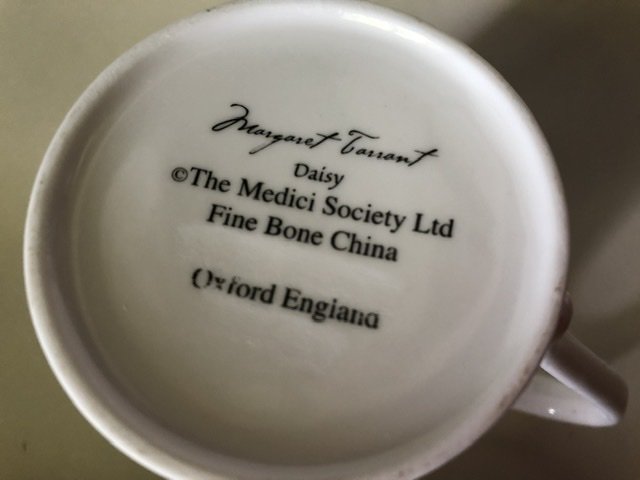 Margaret Tarrant
Daisy
©The Medici Society Ltd
Fine Bone China
Oxford England